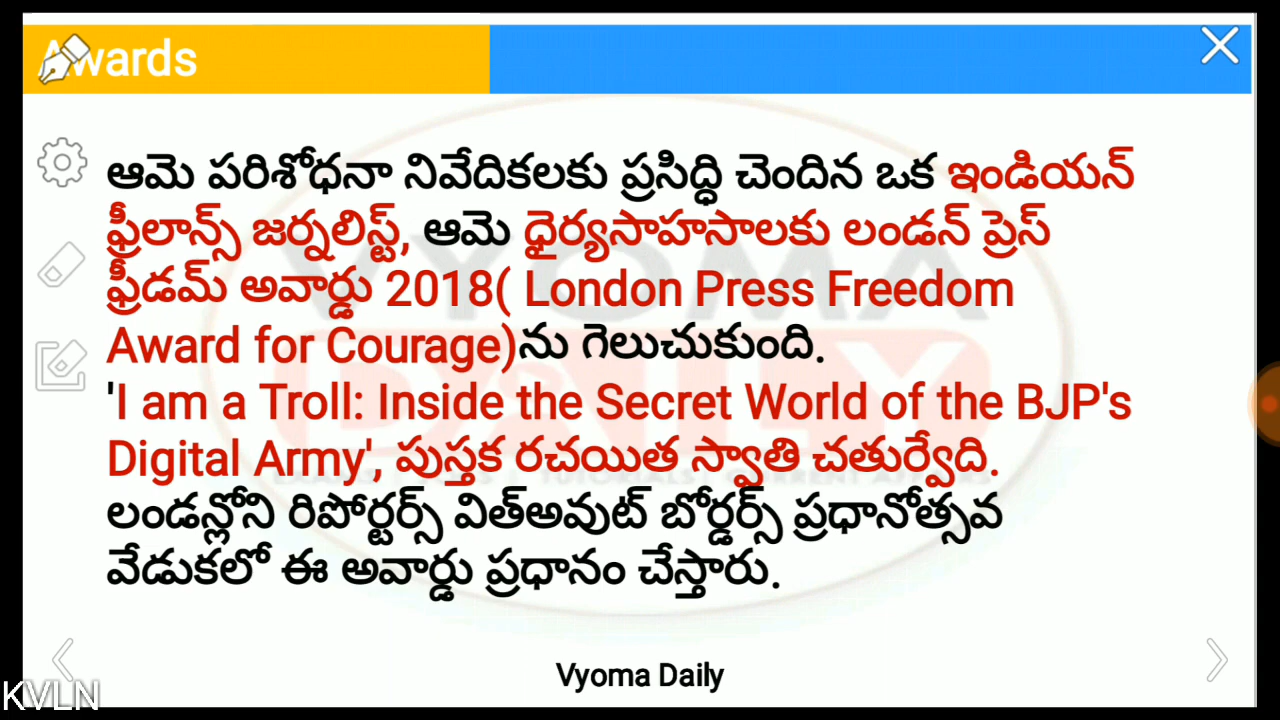 Awards
ఆమె పరిశోధనా నివేదికలకు ప్రసిద్ధి చెందిన ఒక ఇండియన్
ఫ్రీలాన్స్ జర్నలిస్ట్, ఆమె ధైర్యసాహసాలకు లండన్ ప్రెస్
ఫ్రీడమ్ అవార్డు 2018( London Press Freedom
Award for Courage)ను గెలుచుకుంది.
'I am a Troll: Inside the Secret World of the BJP's
Digital Army', పుస్తక రచయిత స్వాతి చతుర్వేది.
లండన్లోని రిపోర్టర్స్ విత్అవుట్ బోర్డర్స్ ప్రధానోత్సవ
వేడుకలో ఈ అవార్డు ప్రధానం చేస్తారు.
Vyoma Daily
KVLN
VYOMA
DAILY